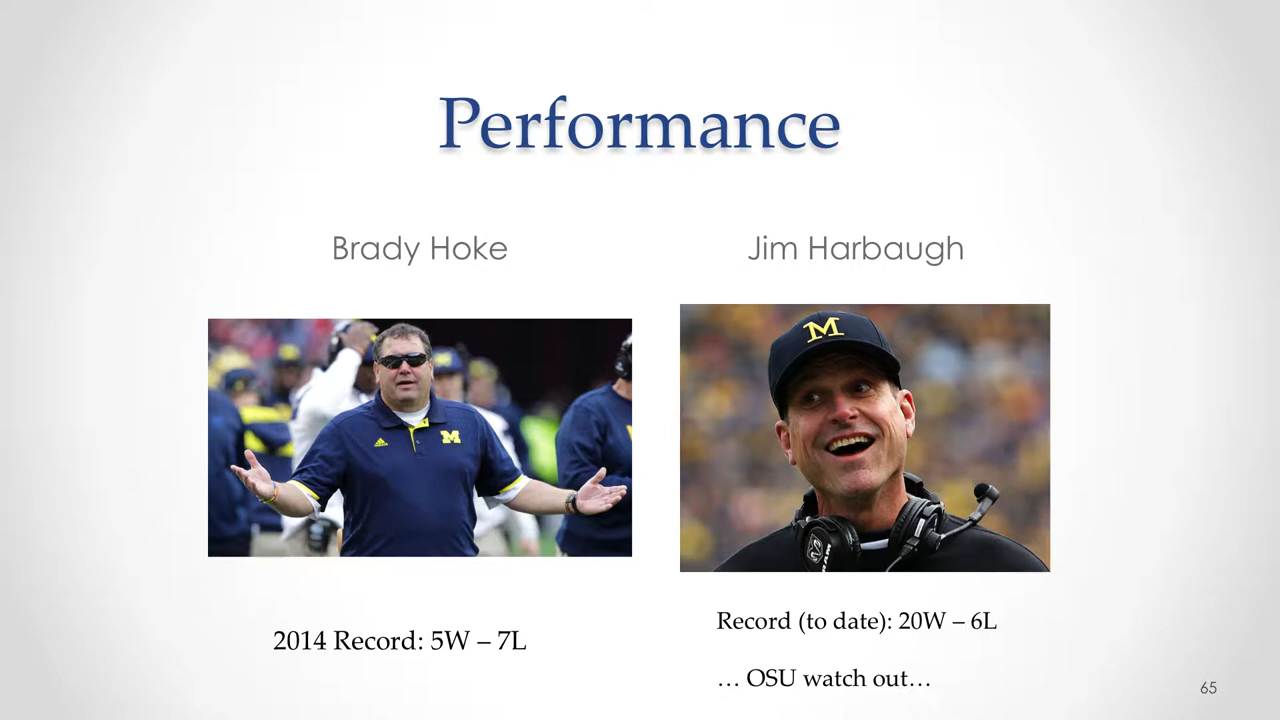 Performance
Brady Hoke
Jim Harbaugh
M
M
2014 Record: 5W – 7L
Record (to date): 20W – 6L
… OSU watch out…
65